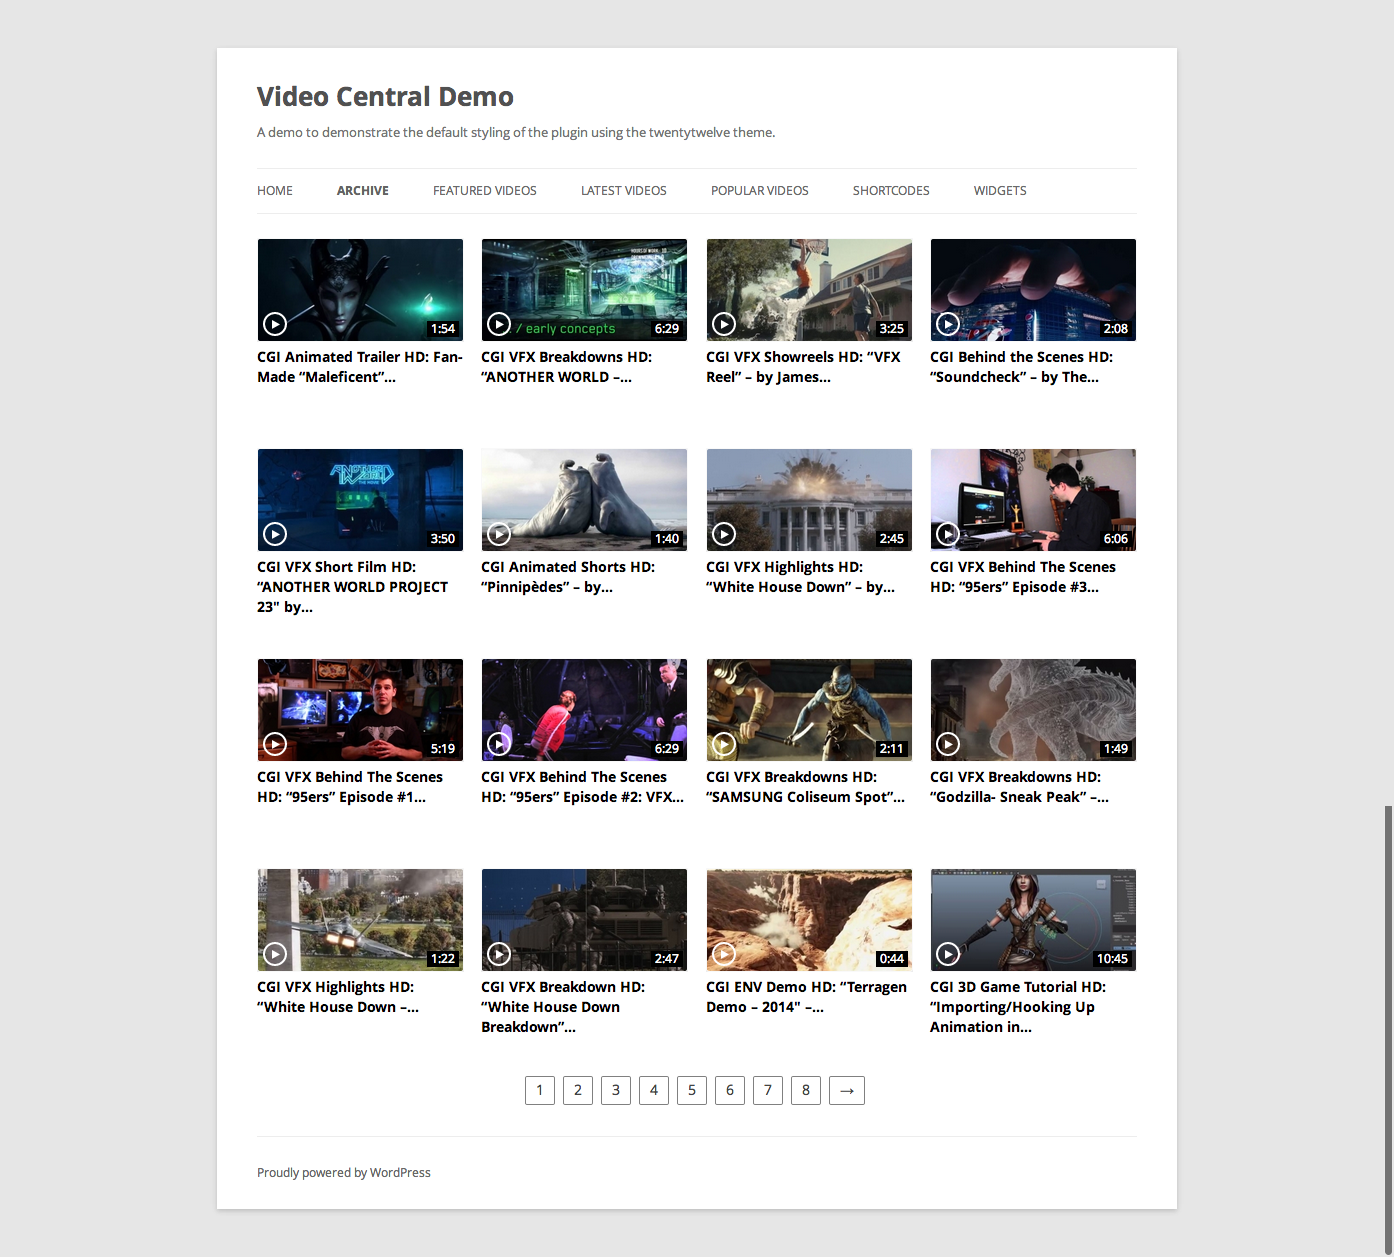 Video Central Demo
A demo to demonstrate the default styling of the plugin using the twentytwelve theme.
HOME ARCHIVE FEATURED VIDEOS LATEST VIDEOS POPULAR VIDEOS SHORTCODES WIDGETS
1:54
/ early concepts
6:29
3:25
2:08
CGI Animated Trailer HD: Fan-
Made “Maleficent”...
CGI VFX Breakdowns HD:
“ANOTHER WORLD –...
CGI VFX Showreels HD: “VFX
Reel” – by James...
CGI Behind the Scenes HD:
“Soundcheck” – by The...
3:50
1:40
2:45
6:06
CGI VFX Short Film HD:
“ANOTHER WORLD PROJECT
23" by...
CGI Animated Shorts HD:
“Pinnipèdes” – by...
CGI VFX Highlights HD:
“White House Down” – by...
CGI VFX Behind The Scenes
HD: “95ers” Episode #3...
5:19
6:29
2:11
1:49
CGI VFX Behind The Scenes
HD: “95ers” Episode #1...
CGI VFX Behind The Scenes
HD: “95ers” Episode #2: VFX...
CGI VFX Breakdowns HD:
“SAMSUNG Coliseum Spot”...
CGI VFX Breakdowns HD:
“Godzilla- Sneak Peak” –...
1:22
2:47
0:44
10:45
CGI VFX Highlights HD:
“White House Down –...
CGI VFX Breakdown HD:
“White House Down
Breakdown”...
CGI ENV Demo HD: “Terragen
Demo – 2014" –...
CGI 3D Game Tutorial HD:
“Importing/Hooking Up
Animation in...
1 2 3 4 5 6 7 8 →
Proudly powered by WordPress